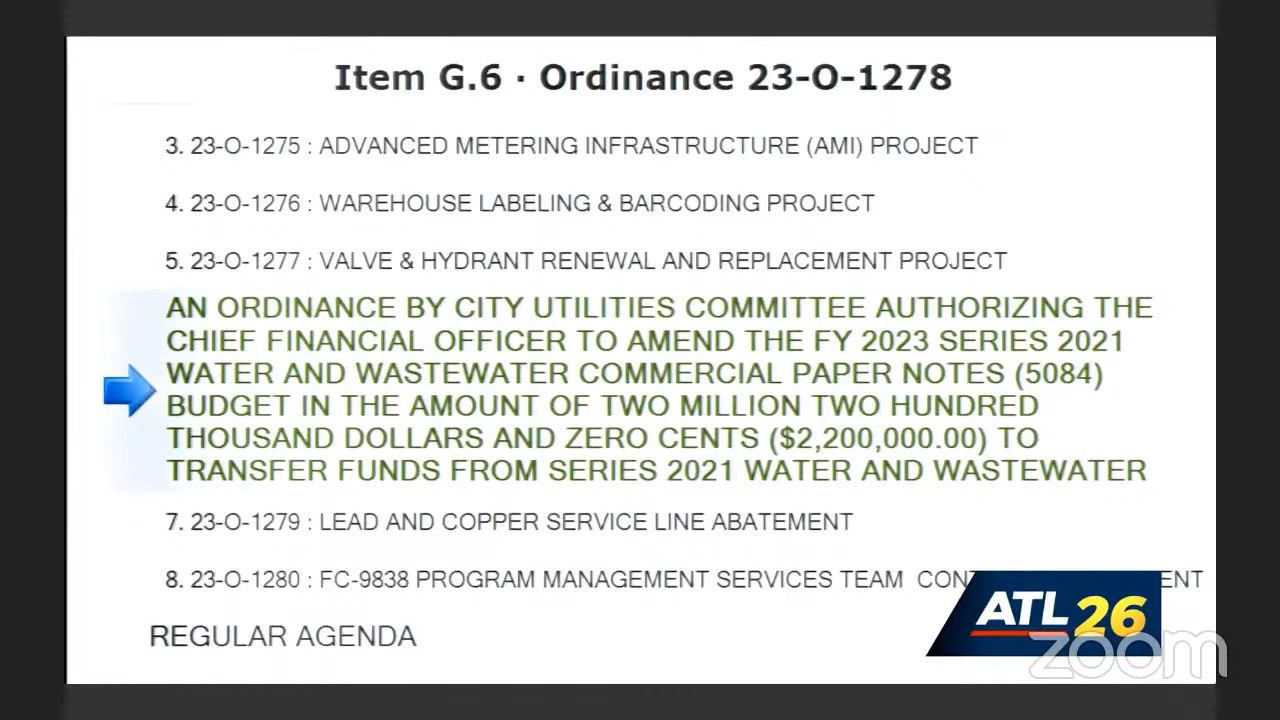 Item G.6 · Ordinance 23-O-1278
3. 23-O-1275 : ADVANCED METERING INFRASTRUCTURE (AMI) PROJECT
4. 23-O-1276 : WAREHOUSE LABELING & BARCODING PROJECT
5. 23-O-1277 : VALVE & HYDRANT RENEWAL AND REPLACEMENT PROJECT
AN ORDINANCE BY CITY UTILITIES COMMITTEE AUTHORIZING THE
CHIEF FINANCIAL OFFICER TO AMEND THE FY 2023 SERIES 2021
WATER AND WASTEWATER COMMERCIAL PAPER NOTES (5084)
BUDGET IN THE AMOUNT OF TWO MILLION TWO HUNDRED
THOUSAND DOLLARS AND ZERO CENTS ($2,200,000.00) TO
TRANSFER FUNDS FROM SERIES 2021 WATER AND WASTEWATER
7. 23-O-1279 : LEAD AND COPPER SERVICE LINE ABATEMENT
8. 23-O-1280 : FC-9838 PROGRAM MANAGEMENT SERVICES TEAM
REGULAR AGENDA
ATL 26
zoom